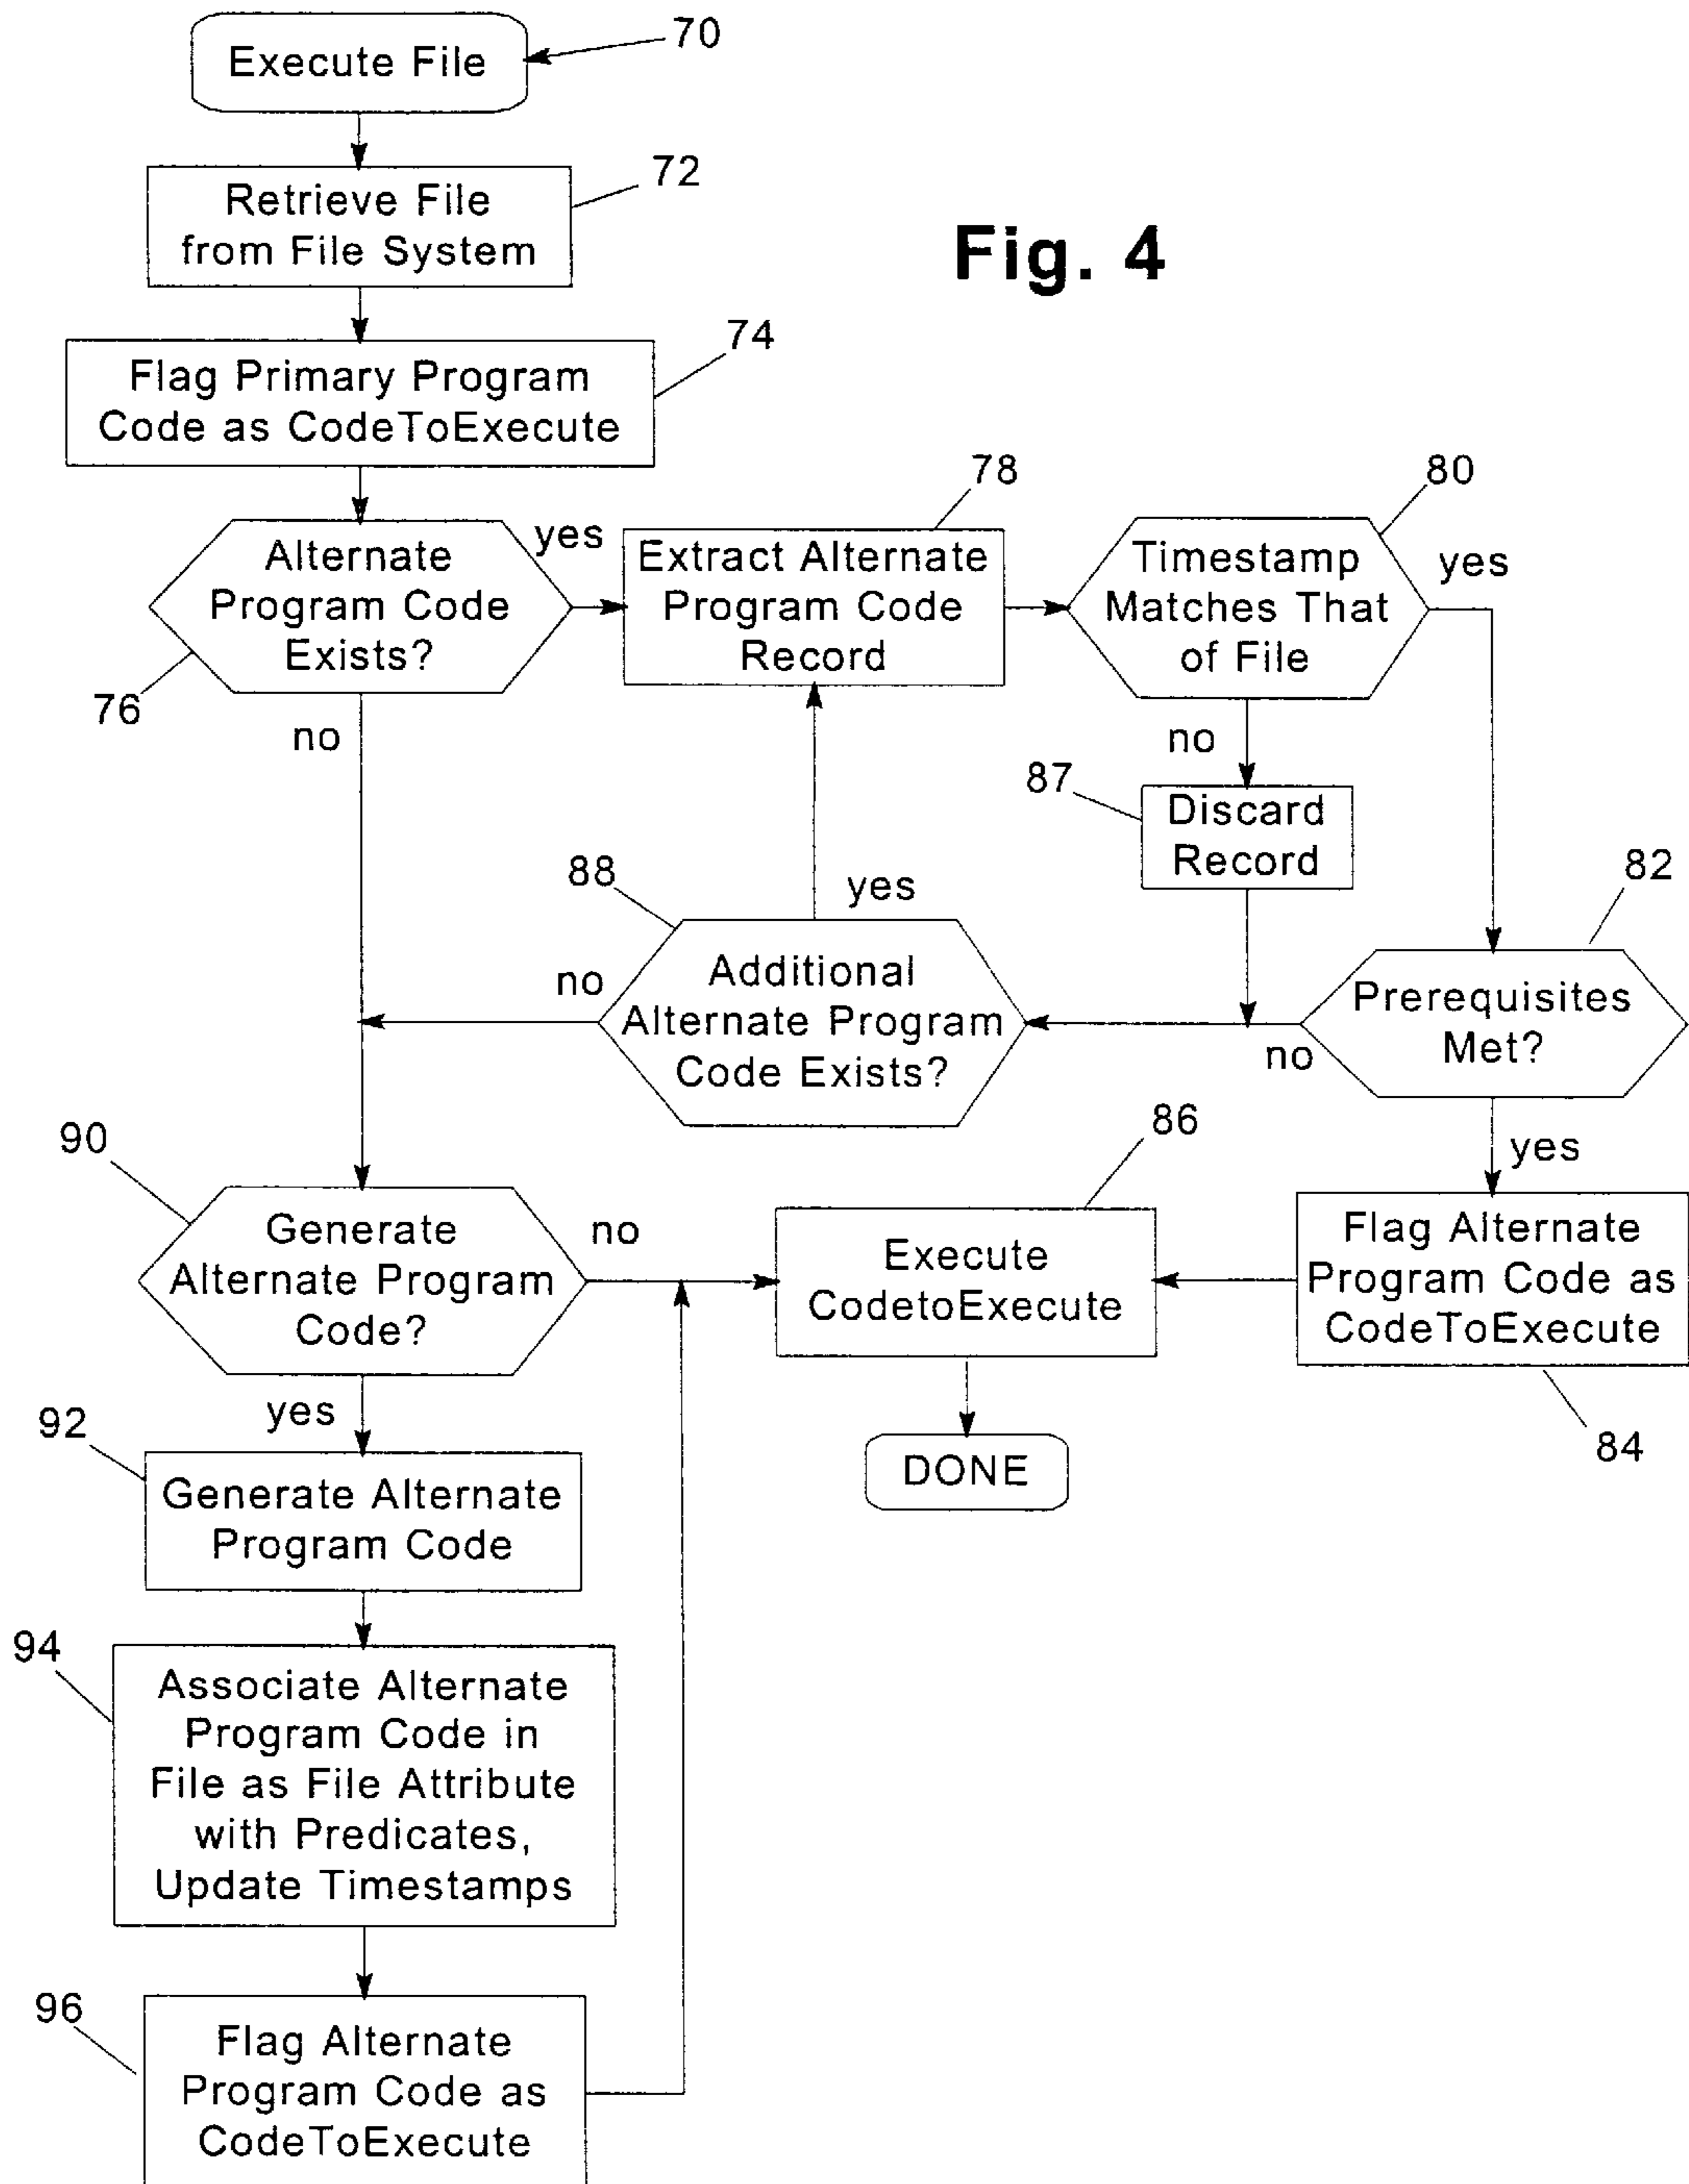 70
Execute File
72
Retrieve File
from File System
Fig. 4
74
Flag Primary Program
Code as CodeToExecute
76
Alternate
Program Code
Exists?
yes
no
78
Extract Alternate
Program Code
Record
80
Timestamp
Matches That
of File
yes
no
87
Discard
Record
88
Additional
Alternate Program
Code Exists?
yes
no
82
Prerequisites
Met?
no
yes
90
Generate
Alternate Program
Code?
no
yes
86
Execute
CodetoExecute
DONE
Flag Alternate
Program Code as
CodeToExecute
84
92
Generate Alternate
Program Code
94
Associate Alternate
Program Code in
File as File Attribute
with Predicates,
Update Timestamps
96
Flag Alternate
Program Code as
CodeToExecute